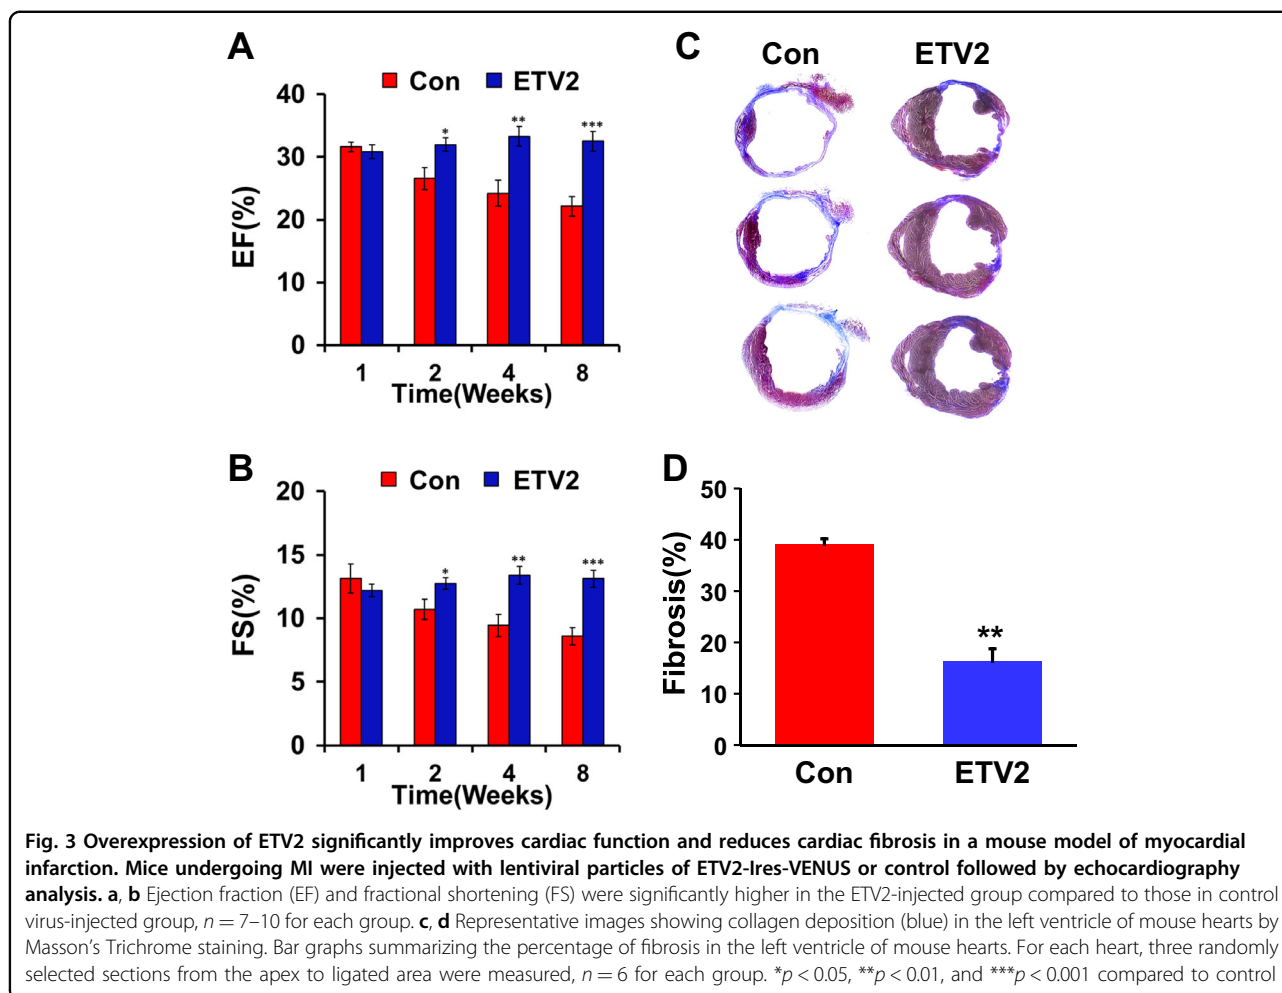 A
Con ETV2
40
30
20
10
0
EF(%)
* ** ***
1 2 4 8
Time(Weeks)
B
Con ETV2
20
15
10
5
0
FS(%)
* ** ***
1 2 4 8
Time(Weeks)
C
Con ETV2
D
50
40
30
20
10
0
Fibrosis(%)
**
Con ETV2
Fig. 3 Overexpression of ETV2 significantly improves cardiac function and reduces cardiac fibrosis in a mouse model of myocardial
infarction. Mice undergoing MI were injected with lentiviral particles of ETV2-Ires-VENUS or control followed by echocardiography
analysis. a, b Ejection fraction (EF) and fractional shortening (FS) were significantly higher in the ETV2-injected group compared to those in control
virus-injected group, n = 7–10 for each group. c, d Representative images showing collagen deposition (blue) in the left ventricle of mouse hearts by
Masson's Trichrome staining. Bar graphs summarizing the percentage of fibrosis in the left ventricle of mouse hearts. For each heart, three randomly
selected sections from the apex to ligated area were measured, n = 6 for each group. *p < 0.05, **p < 0.01, and ***p < 0.001 compared to control